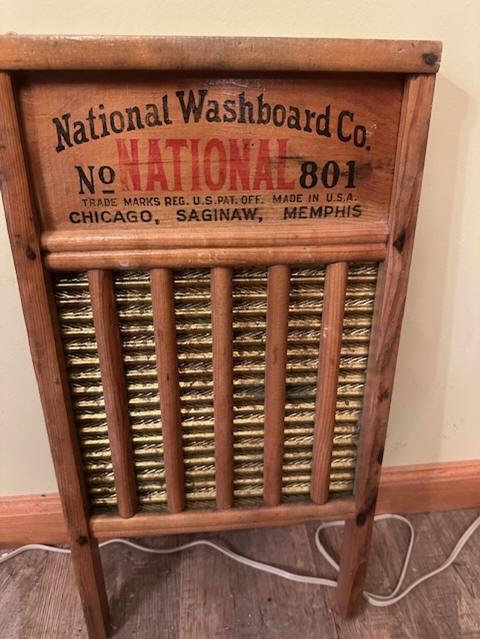 National Washboard Co.
No NATIONAL 801
TRADE MARKS REG. U.S. PAT. OFF. MADE IN U.S.A.
CHICAGO, SAGINAW, MEMPHIS